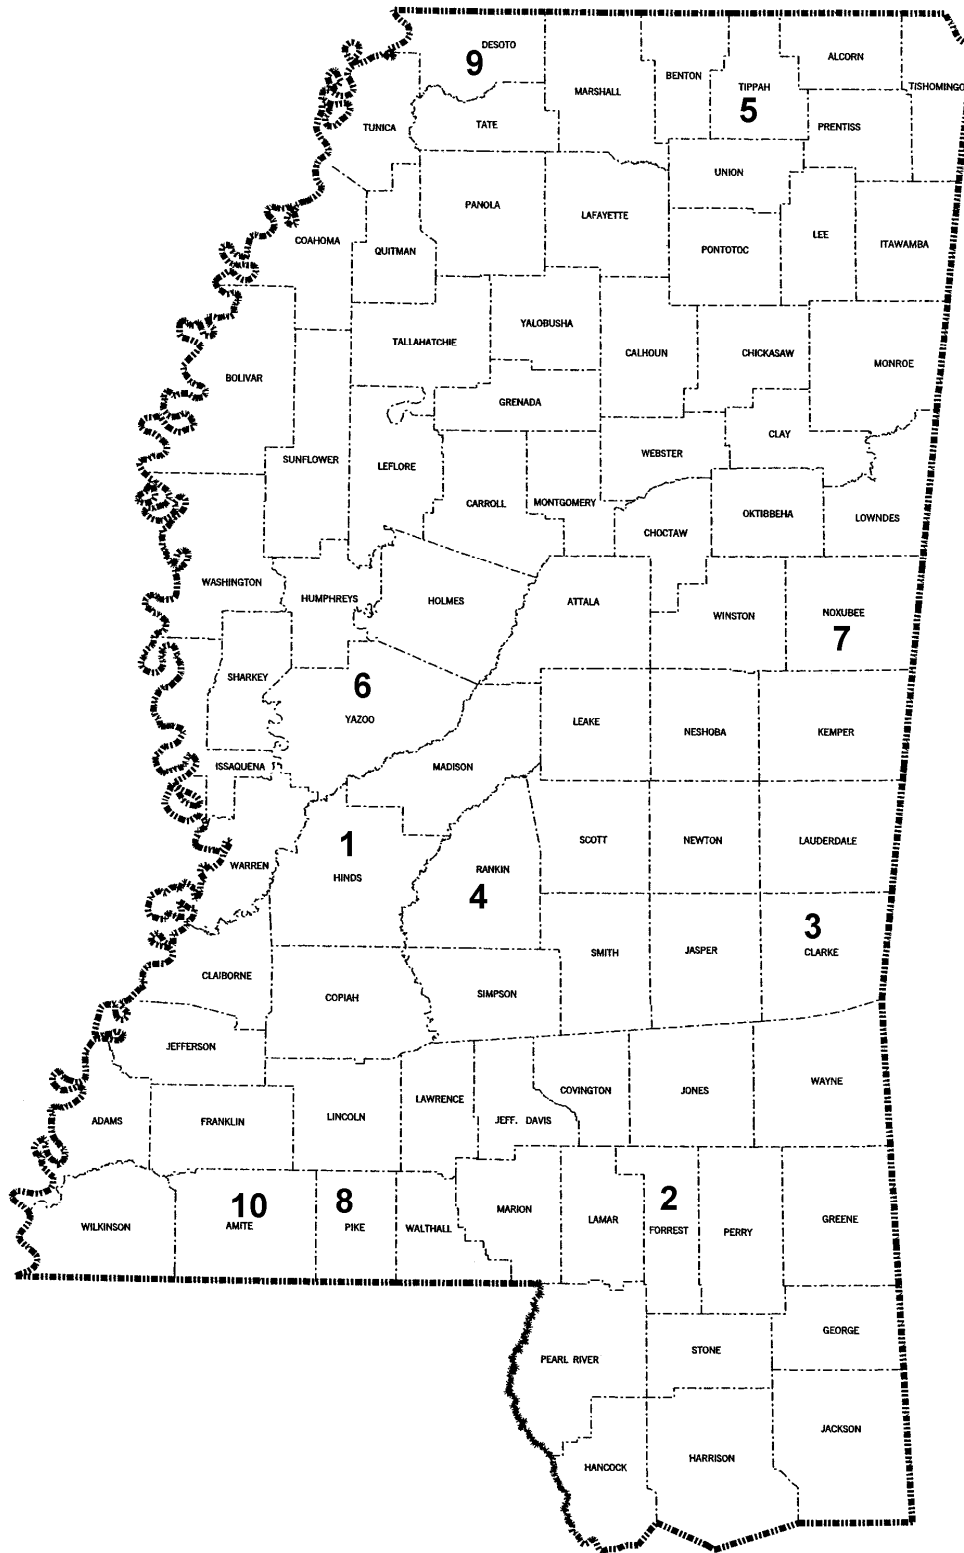 DESOTO
9
MARSHALL
BENTON
TIPPAH
5
ALCORN
TISHOMINGO
TUNICA
TATE
PRENTISS
UNION
PANOLA
LAFAYETTE
COAHOMA
QUITMAN
PONTOTOC
LEE
ITAWAMBA
TALLAHATCHIE
YALOBUSHA
CALHOUN
CHICKASAW
MONROE
BOLIVAR
GRENADA
CLAY
SUNFLOWER
LEFLORE
WEBSTER
CARROLL
MONTGOMERY
CHOCTAW
OKTIBBEHA
LOWNDES
WASHINGTON
HUMPHREYS
HOLMES
ATTALA
WINSTON
NOXUBEE
7
SHARKEY
6
YAZOO
LEAKE
NESHOBA
KEMPER
ISSAQUENA
MADISON
1
HINDS
WARREN
RANKIN
4
SCOTT
NEWTON
LAUDERDALE
3
CLARKE
CLAIBORNE
COPIAH
SIMPSON
SMITH
JASPER
JEFFERSON
ADAMS
FRANKLIN
LINCOLN
LAWRENCE
JEFF. DAVIS
COVINGTON
JONES
WAYNE
WILKINSON
10
AMITE
8
PIKE
WALTHALL
MARION
LAMAR
2
FORREST
PERRY
GREENE
PEARL RIVER
STONE
GEORGE
HANCOCK
HARRISON
JACKSON